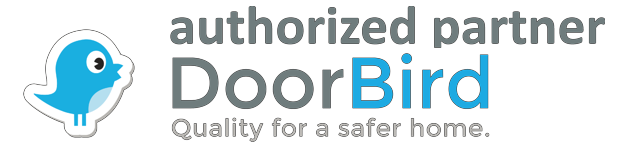 authorized partner
DoorBird
Quality for a safer home.